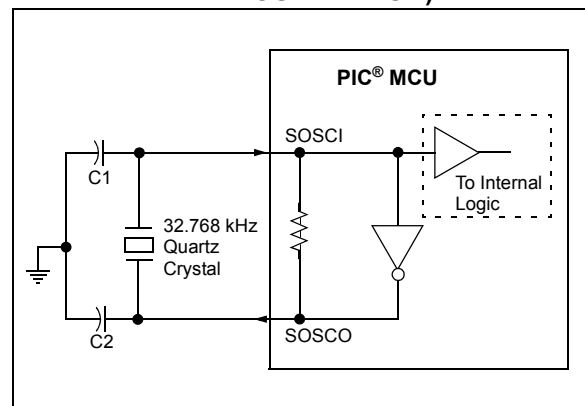 PIC® MCU
SOSCI
C1
To Internal
Logic
32.768 kHz
Quartz
Crystal
C2
SOSCO